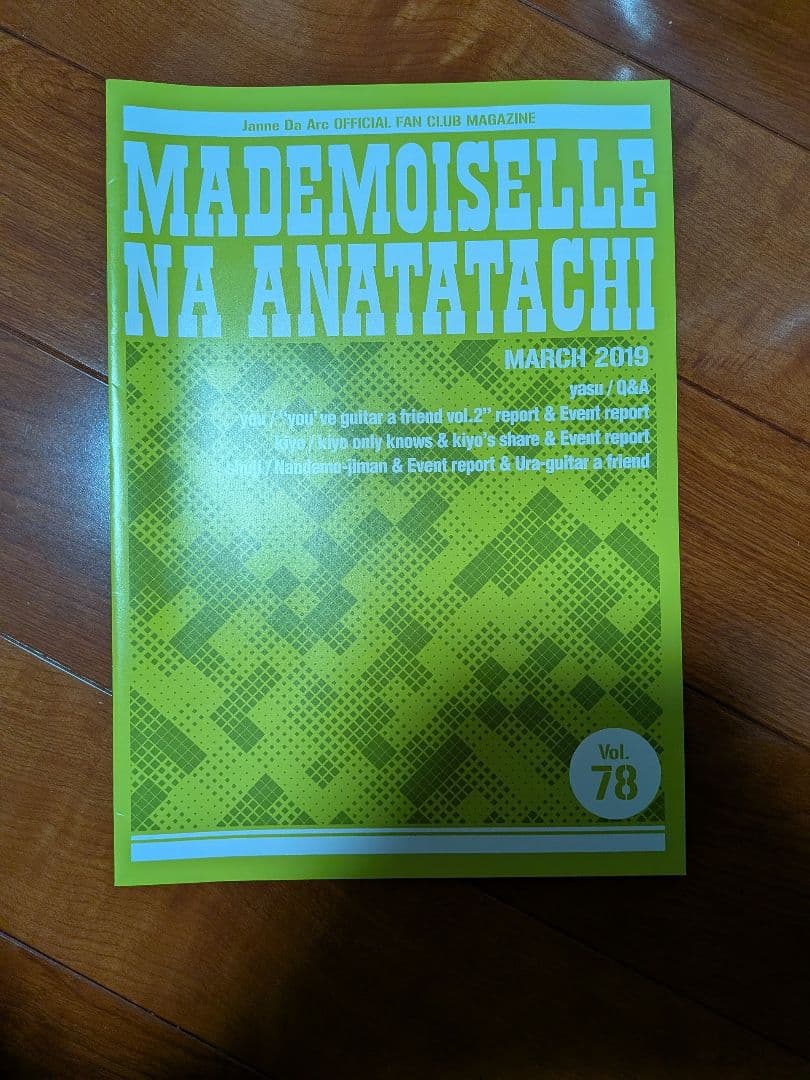 Janne Da Arc OFFICIAL FAN CLUB MAGAZINE
MADEMOISELLE
NA ANATATACHI
MARCH 2019
yasu / Q&A
you / "you've guitar a friend vol.2" report & Event report
kiyo / kiyo only knows & kiyo's share & Event report
shuji / Nandemo-jiman & Event report & Ura-guitar a friend
Vol.
78